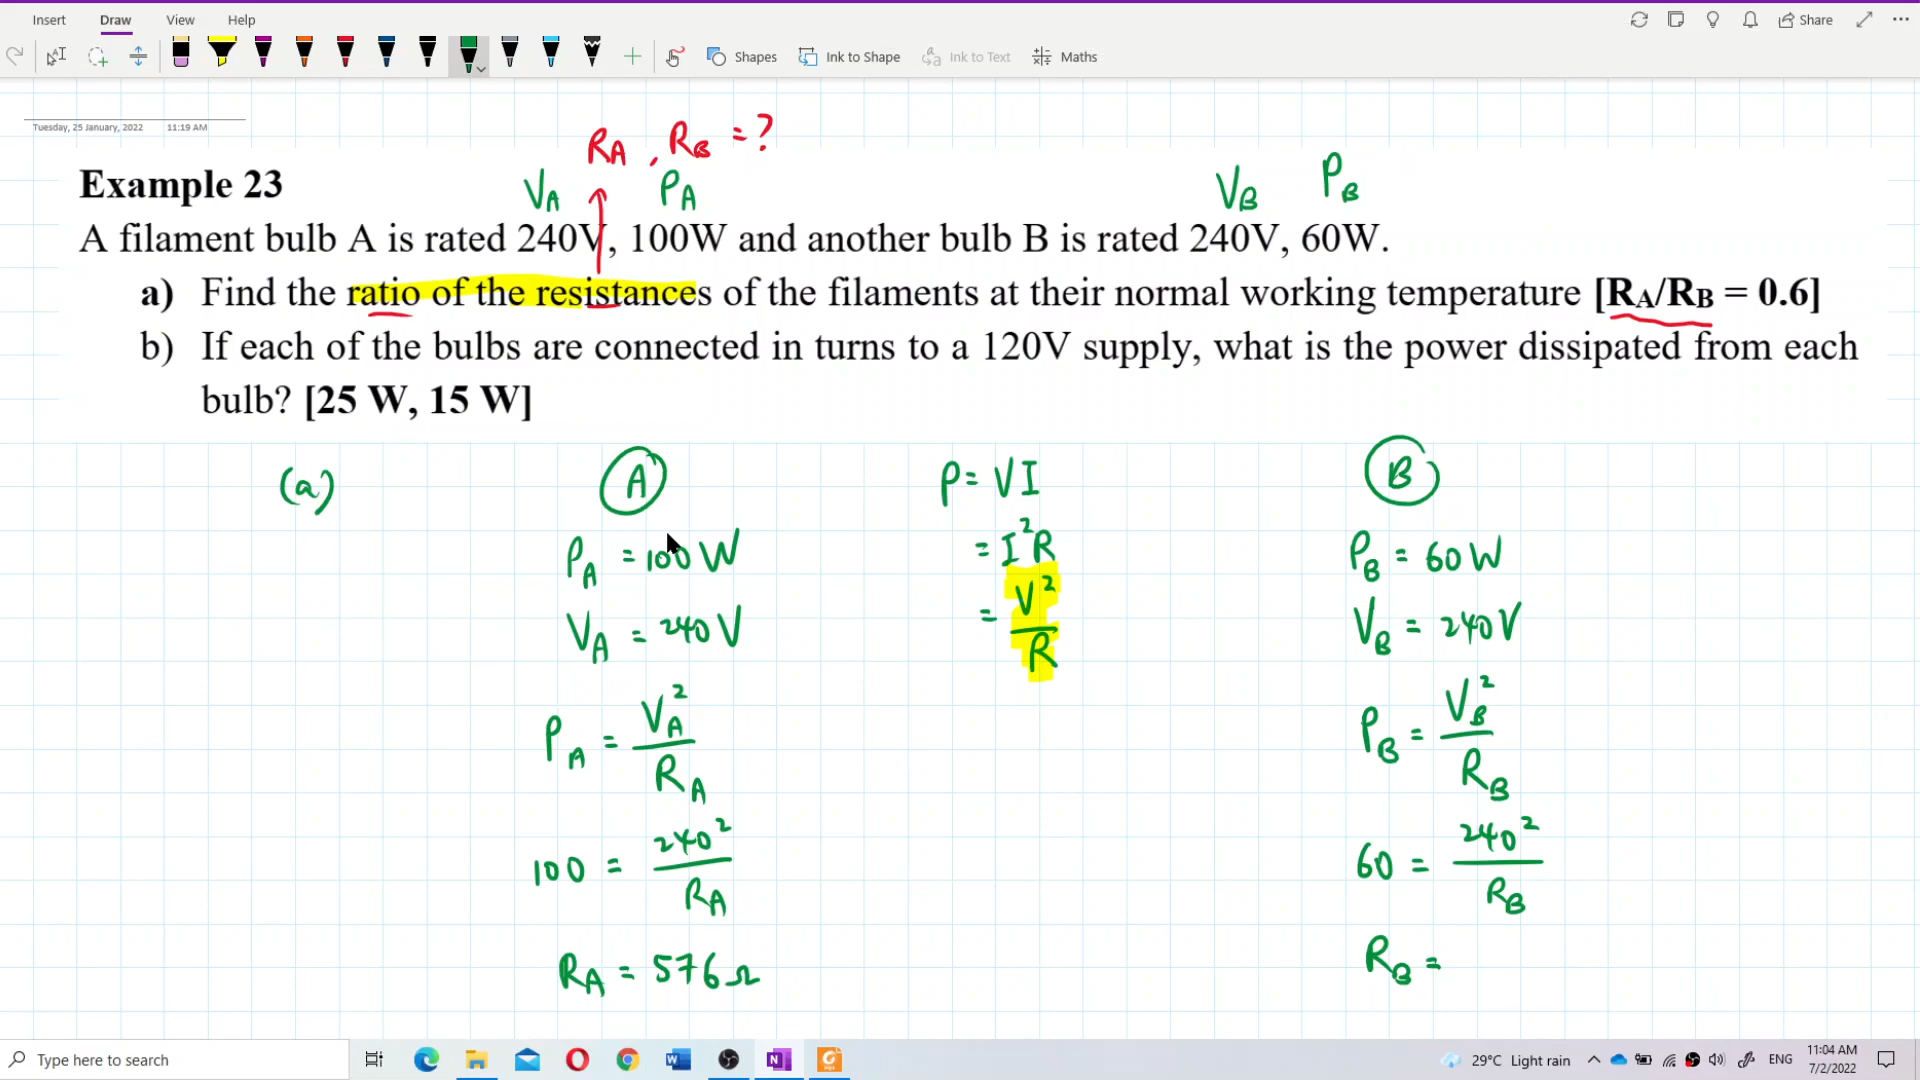 Insert Draw View Help Share
Shapes Ink to Shape Ink to Text Maths
Tuesday, 25 January, 2022 11:19 AM
RA , RB = ?
VA PA VB PB
Example 23
A filament bulb A is rated 240V, 100W and another bulb B is rated 240V, 60W.
a) Find the ratio of the resistances of the filaments at their normal working temperature [RA/RB = 0.6]
b) If each of the bulbs are connected in turns to a 120V supply, what is the power dissipated from each
bulb? [25 W, 15 W]
(a) A P = VI B
PA = 100 W = I²R PB = 60 W
VA = 240 V = V²/R VB = 240 V
PA = VA²/RA PB = VB²/RB
100 = 240²/RA 60 = 240²/RB
RA = 576 Ω RB =
Type here to search 29°C Light rain ENG 11:04 AM
7/2/2022